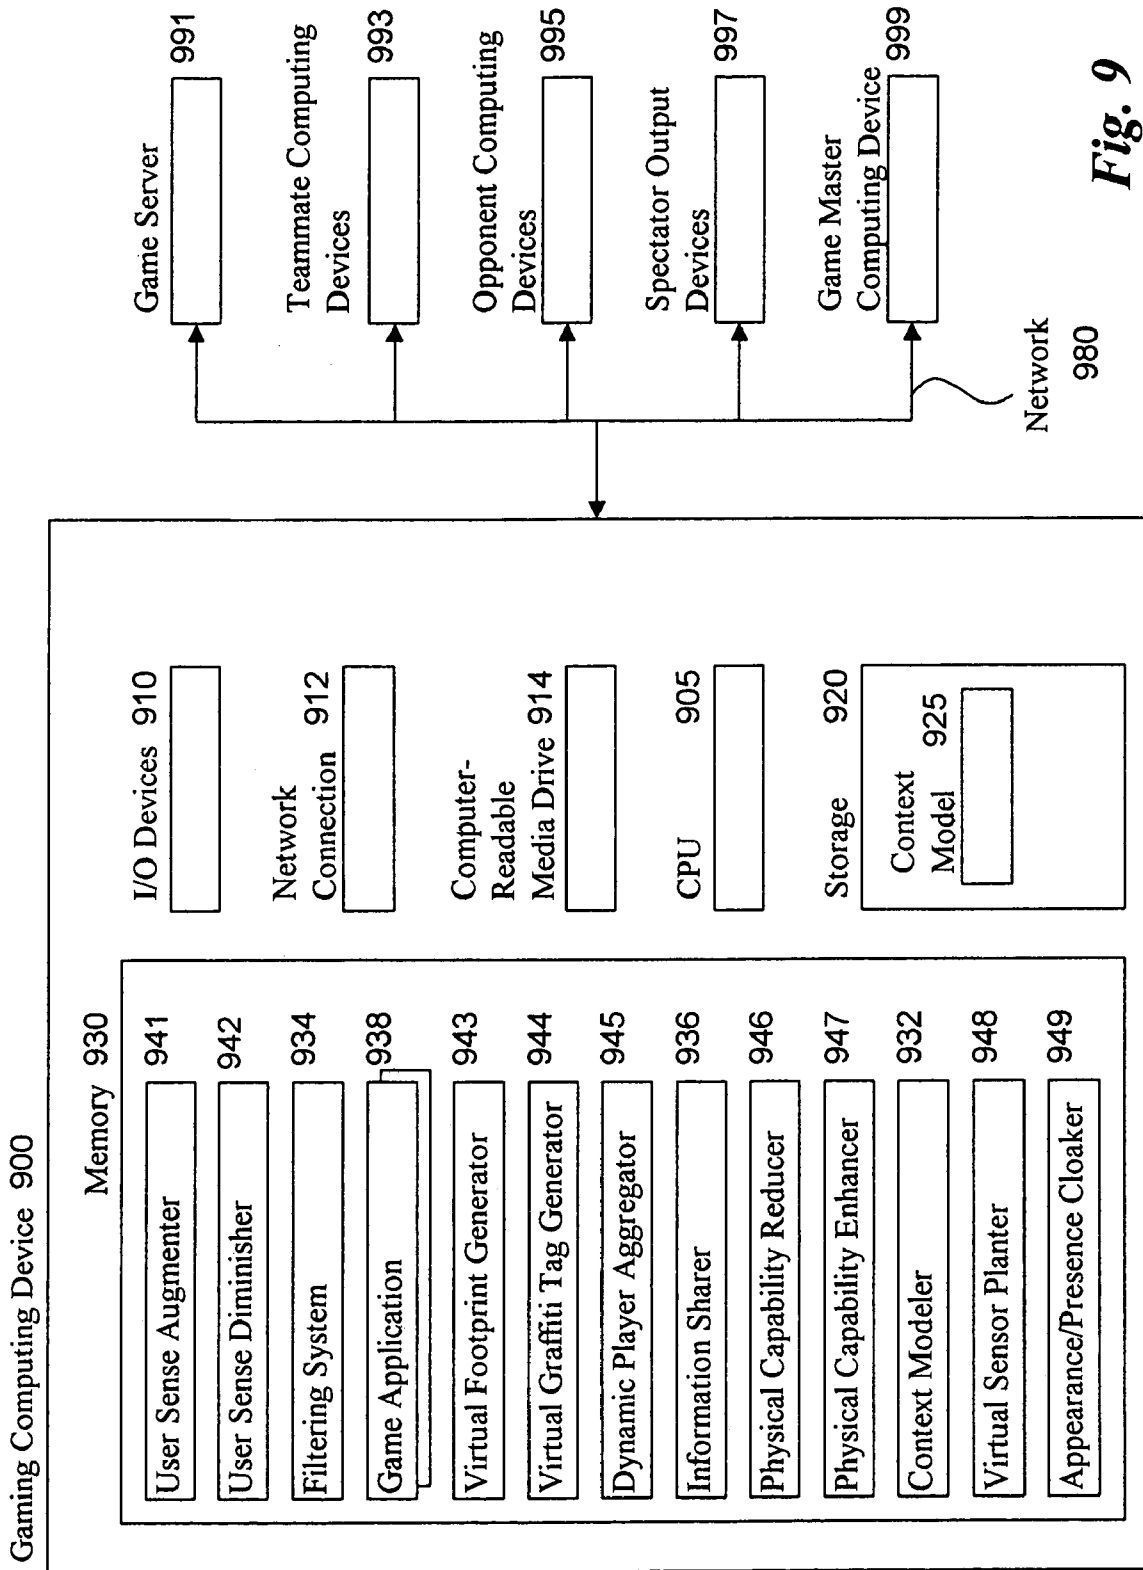 Gaming Computing Device 900
Memory 930
User Sense Augmenter 941
User Sense Diminisher 942
Filtering System 934
Game Application 938
Virtual Footprint Generator 943
Virtual Graffiti Tag Generator 944
Dynamic Player Aggregator 945
Information Sharer 936
Physical Capability Reducer 946
Physical Capability Enhancer 947
Context Modeler 932
Virtual Sensor Planter 948
Appearance/Presence Cloaker 949
I/O Devices 910
Network
Connection 912
Computer-
Readable
Media Drive 914
CPU 905
Storage 920
Context
Model 925
Game Server 991
Teammate Computing
Devices 993
Opponent Computing
Devices 995
Spectator Output
Devices 997
Game Master
Computing Device 999
Network
980
Fig. 9